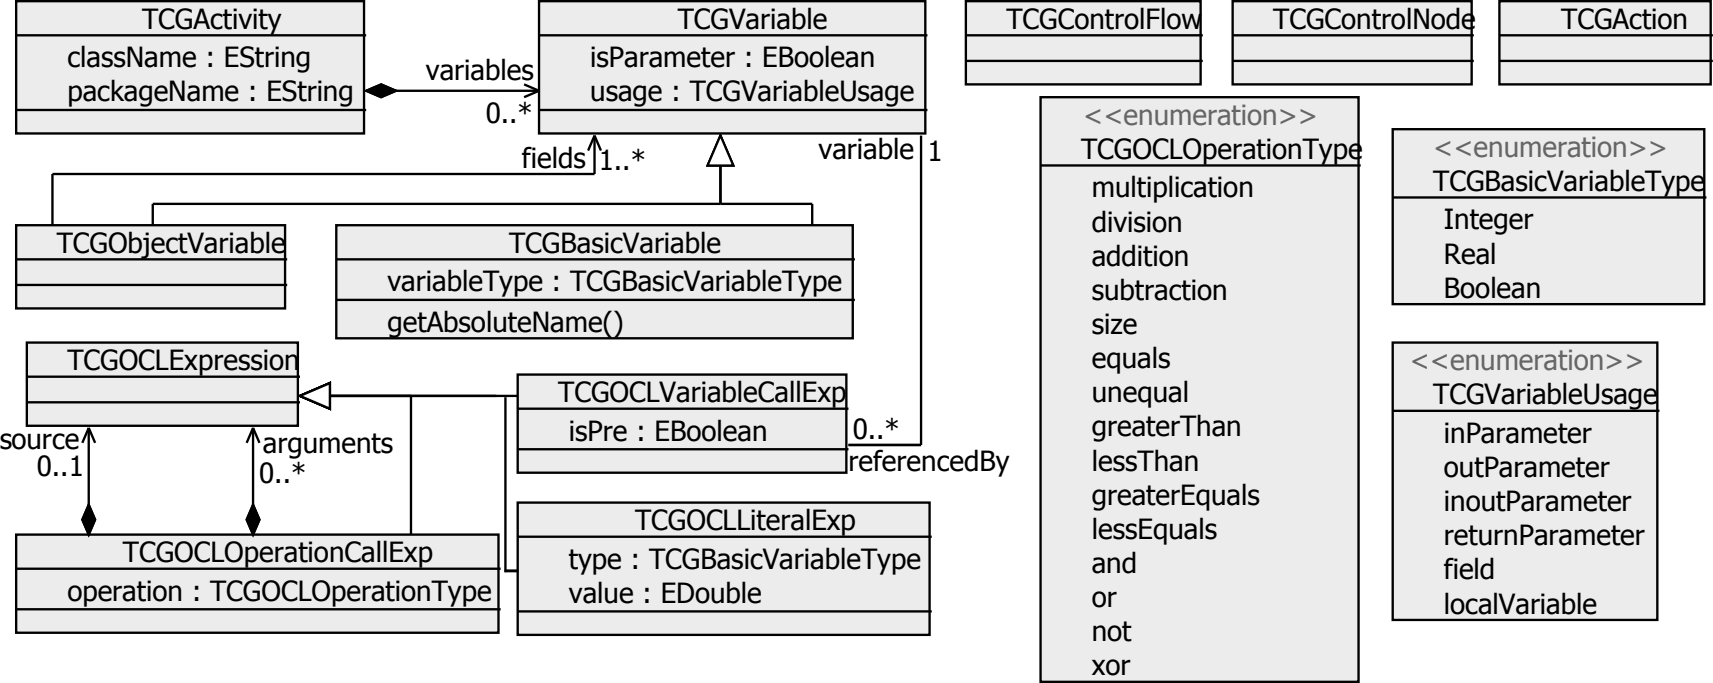 TCGActivity
className : EString
packageName : EString
variables
0..*
TCGVariable
isParameter : EBoolean
usage : TCGVariableUsage
fields
1..*
variable
1
TCGObjectVariable
TCGBasicVariable
variableType : TCGBasicVariableType
getAbsoluteName()
TCGOCLExpression
source
0..1
arguments
0..*
TCGOCLVariableCallExp
isPre : EBoolean
0..*
referencedBy
TCGOCLOperationCallExp
operation : TCGOCLOperationType
TCGOCLLiteralExp
type : TCGBasicVariableType
value : EDouble
TCGControlFlow
TCGControlNode
TCGAction
<<enumeration>>
TCGOCLOperationType
multiplication
division
addition
subtraction
size
equals
unequal
greaterThan
lessThan
greaterEquals
lessEquals
and
or
not
xor
<<enumeration>>
TCGBasicVariableType
Integer
Real
Boolean
<<enumeration>>
TCGVariableUsage
inParameter
outParameter
inoutParameter
returnParameter
field
localVariable